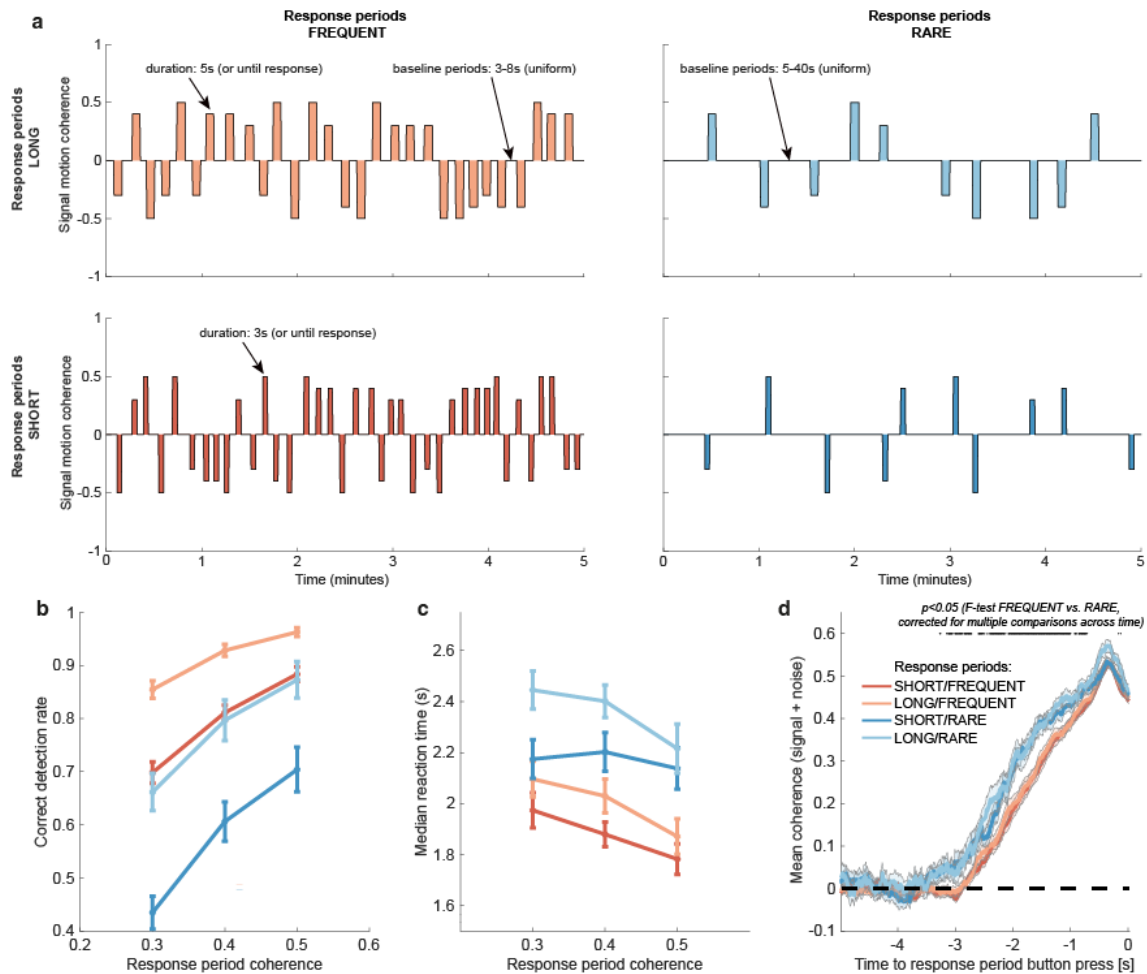 a
Response periods
FREQUENT
Response periods
RARE
Response periods
LONG
Signal motion coherence
1
0.5
0
-0.5
-1
duration: 5s (or until response)
baseline periods: 3-8s (uniform)
baseline periods: 5-40s (uniform)
Response periods
SHORT
Signal motion coherence
1
0.5
0
-0.5
-1
duration: 3s (or until response)
0 1 2 3 4 5
Time (minutes)
0 1 2 3 4 5
Time (minutes)
b
Correct detection rate
1
0.9
0.8
0.7
0.6
0.5
0.4
0.2 0.3 0.4 0.5 0.6
Response period coherence
c
Median reaction time (s)
2.6
2.4
2.2
2
1.8
1.6
0.3 0.4 0.5
Response period coherence
d
p<0.05 (F-test FREQUENT vs. RARE,
corrected for multiple comparisons across time)
Mean coherence (signal + noise)
0.6
0.5
0.4
0.3
0.2
0.1
0
-0.1
Response periods:
SHORT/FREQUENT
LONG/FREQUENT
SHORT/RARE
LONG/RARE
-4 -3 -2 -1 0
Time to response period button press [s]